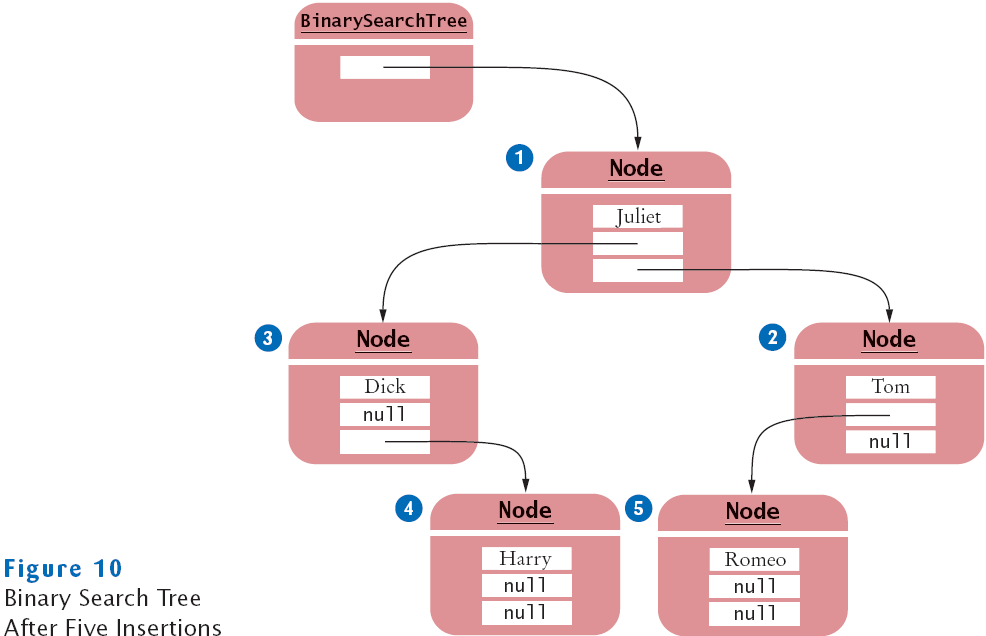 BinarySearchTree
1
Node
Juliet
3
Node
Dick
null
2
Node
Tom
null
4
Node
Harry
null
null
5
Node
Romeo
null
null
Figure 10
Binary Search Tree
After Five Insertions